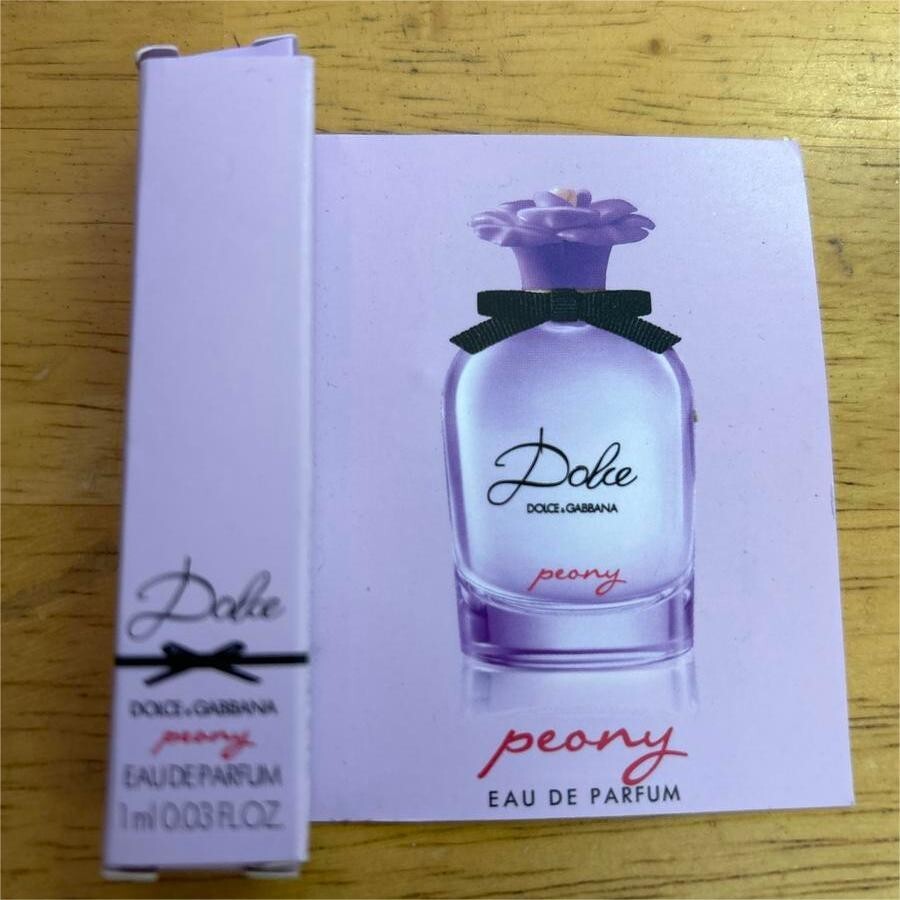 Dolce
DOLCE & GABBANA
peony
EAU DE PARFUM
1 ml 0.03 FL.OZ.
Dolce
DOLCE & GABBANA
peony
peony
EAU DE PARFUM